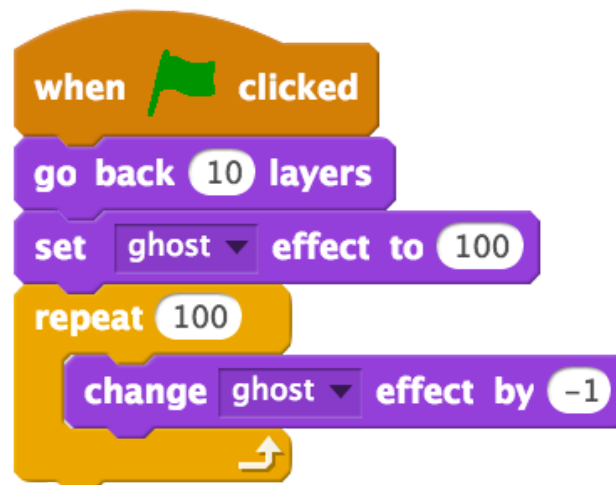 when clicked
go back 10 layers
set ghost effect to 100
repeat 100
change ghost effect by -1